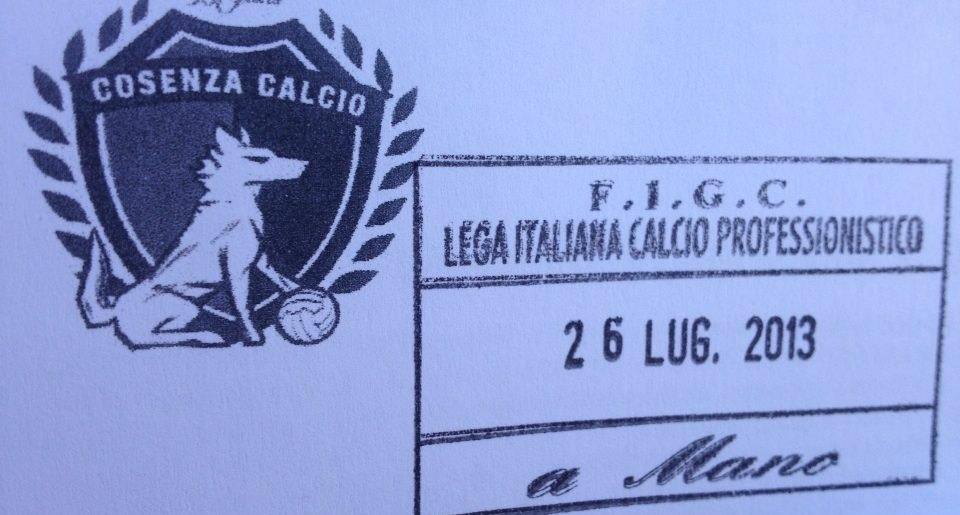 COSENZA CALCIO
F.I.G.C.
LEGA ITALIANA CALCIO PROFESSIONISTICO
26 LUG. 2013
a Mano